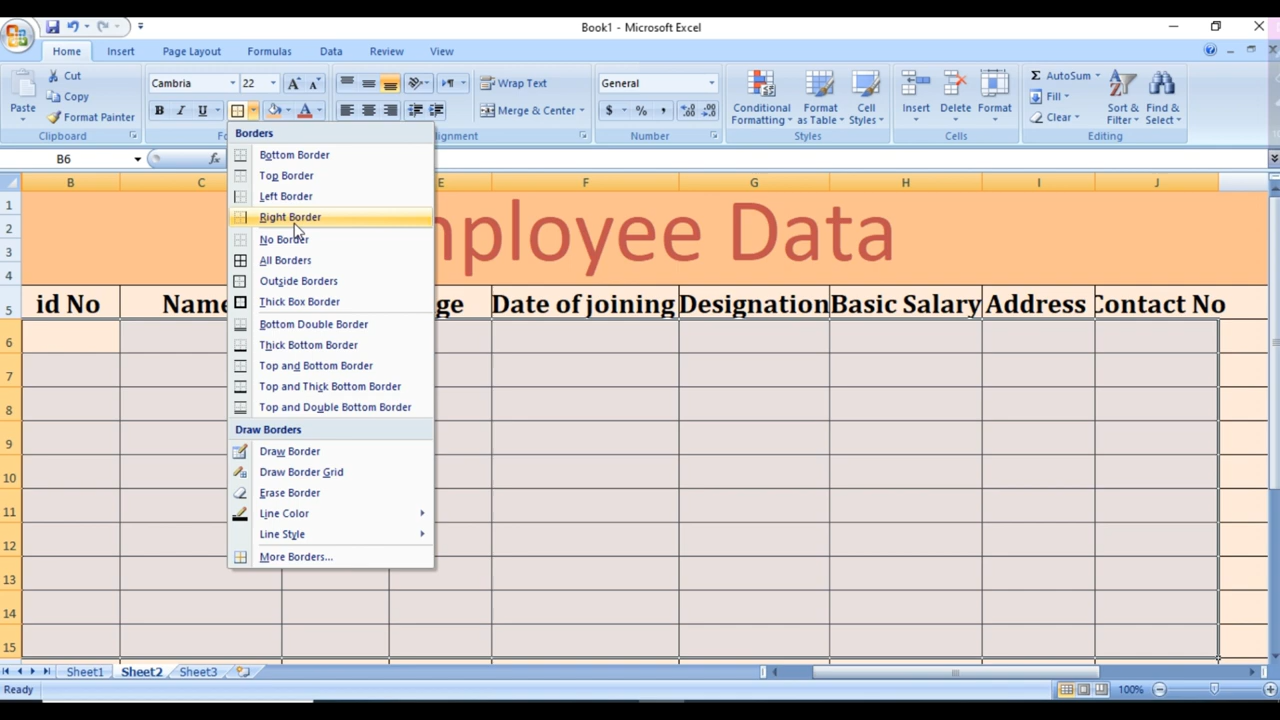 Book1 - Microsoft Excel
Home Insert Page Layout Formulas Data Review View
Cut
Copy
Format Painter
Paste
Clipboard
Cambria 22
B I U
Wrap Text
Merge & Center
General
$ % ,
Number
Conditional Formatting
Format as Table
Cell Styles
Styles
Insert Delete Format
Cells
Σ AutoSum
Fill
Clear
Sort & Filter
Find & Select
Editing
B6 fx
B C E F G H I J
Borders
Bottom Border
Top Border
Left Border
Right Border
No Border
All Borders
Outside Borders
Thick Box Border
Bottom Double Border
Thick Bottom Border
Top and Bottom Border
Top and Thick Bottom Border
Top and Double Bottom Border
Draw Borders
Draw Border
Draw Border Grid
Erase Border
Line Color
Line Style
More Borders...
1
2
3
4
5
6
7
8
9
10
11
12
13
14
15
ployee Data
id No Name ge Date of joining Designation Basic Salary Address Contact No
Sheet1 Sheet2 Sheet3
Ready 100%